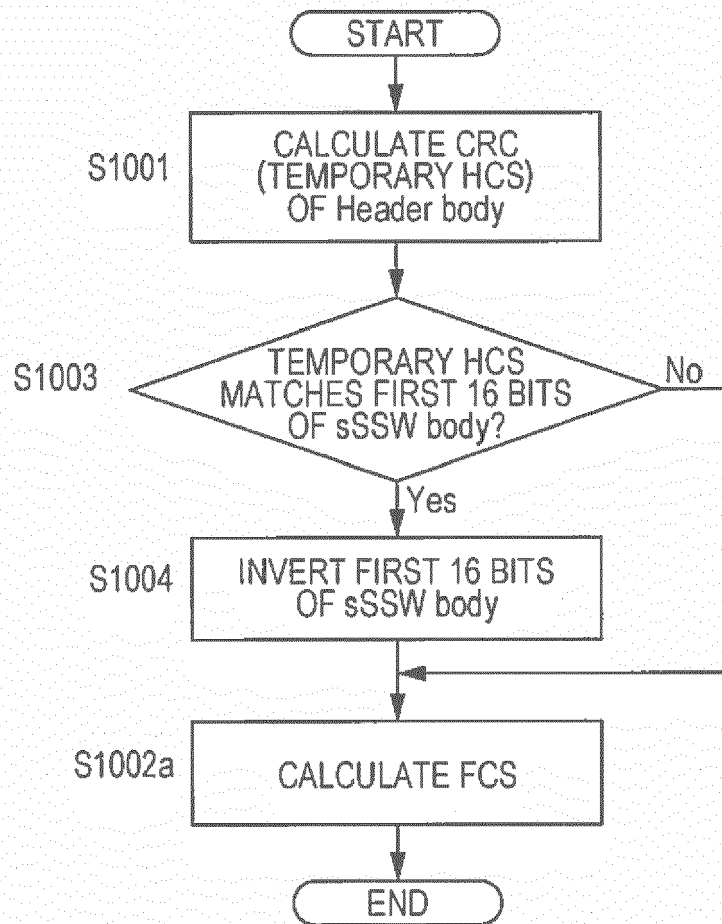 START
S1001
CALCULATE CRC
(TEMPORARY HCS)
OF Header body
S1003
TEMPORARY HCS
MATCHES FIRST 16 BITS
OF sSSW body?
No
Yes
S1004
INVERT FIRST 16 BITS
OF sSSW body
S1002a
CALCULATE FCS
END